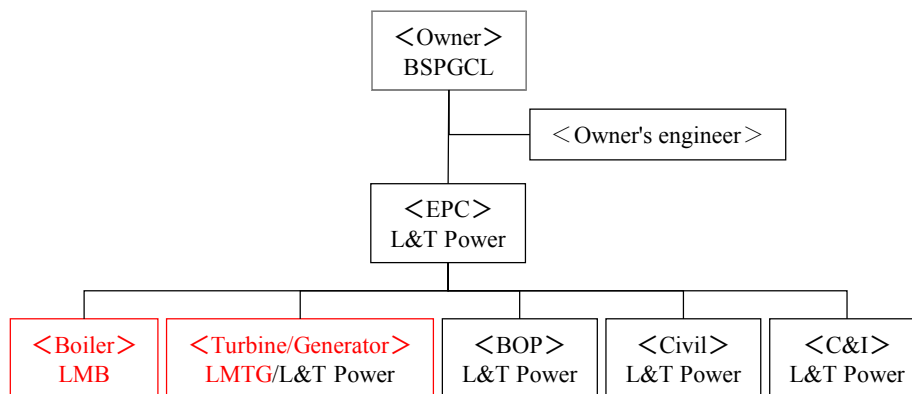 ＜Owner＞
BSPGCL
＜Owner's engineer＞
＜EPC＞
L&T Power
＜Boiler＞
LMB
＜Turbine/Generator＞
LMTG/L&T Power
＜BOP＞
L&T Power
＜Civil＞
L&T Power
＜C&I＞
L&T Power